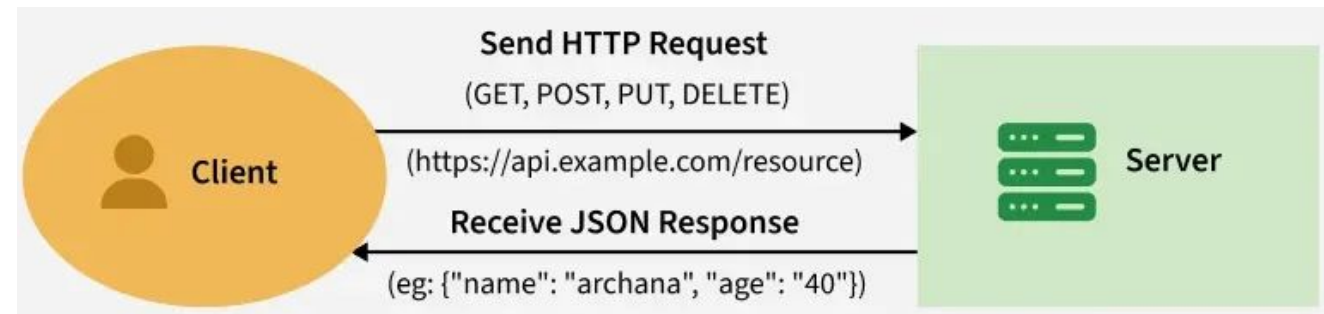 Send HTTP Request
(GET, POST, PUT, DELETE)
Client
(https://api.example.com/resource)
Server
Receive JSON Response
(eg: {"name": "archana", "age": "40"})